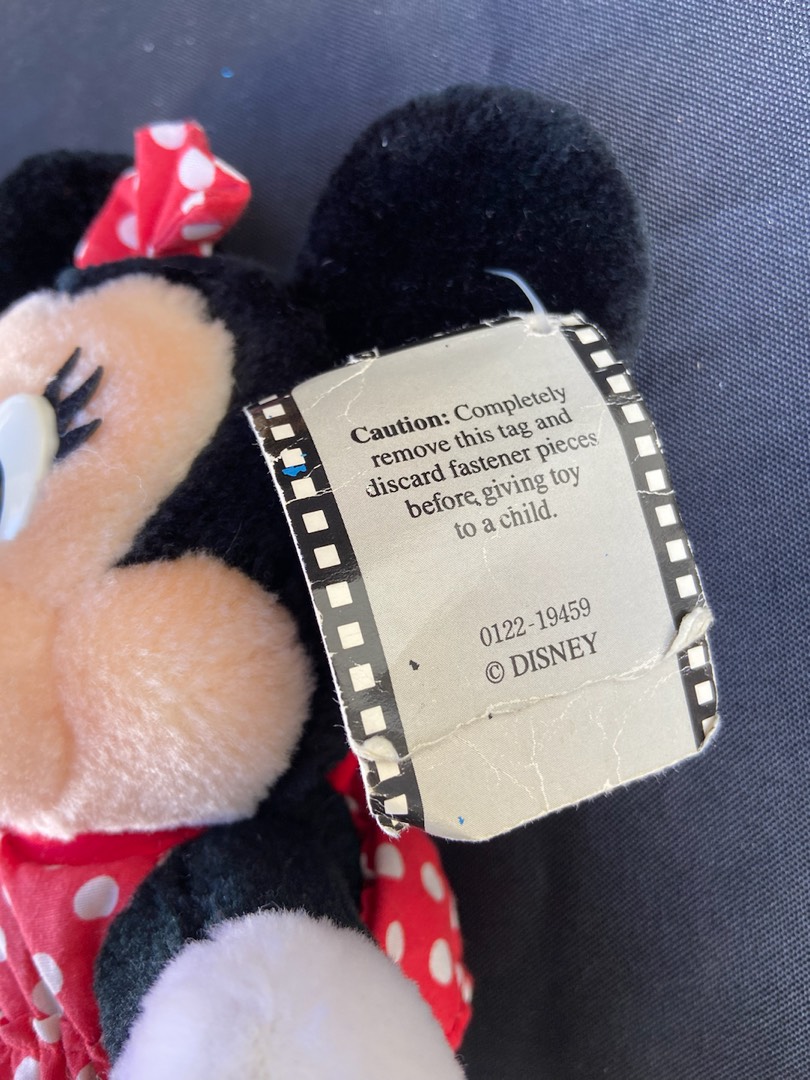 Caution: Completely
remove this tag and
discard fastener pieces
before giving toy
to a child.
0122-19459
© DISNEY